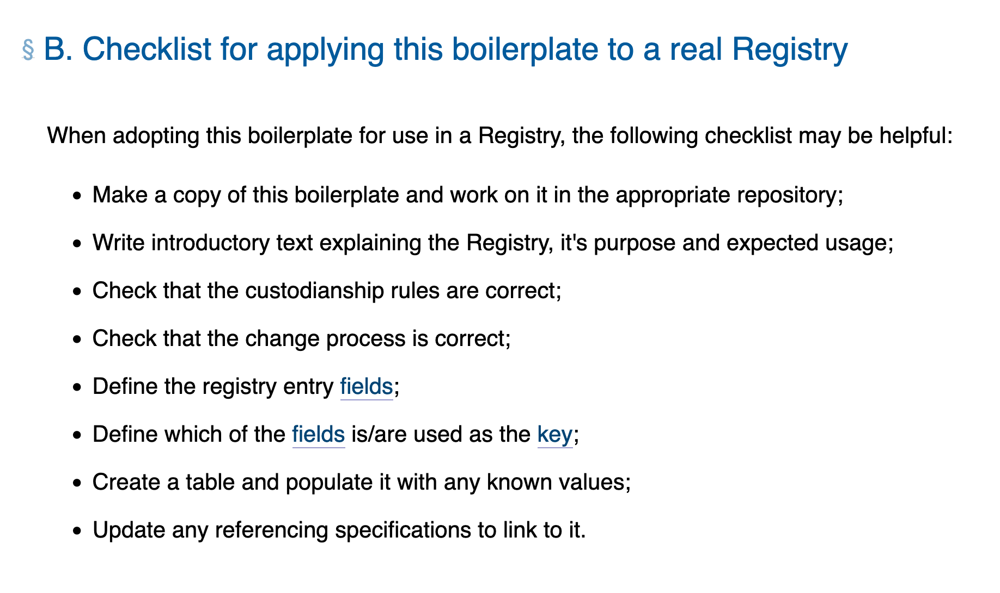 § B. Checklist for applying this boilerplate to a real Registry
When adopting this boilerplate for use in a Registry, the following checklist may be helpful:
• Make a copy of this boilerplate and work on it in the appropriate repository;
• Write introductory text explaining the Registry, it's purpose and expected usage;
• Check that the custodianship rules are correct;
• Check that the change process is correct;
• Define the registry entry fields;
• Define which of the fields is/are used as the key;
• Create a table and populate it with any known values;
• Update any referencing specifications to link to it.